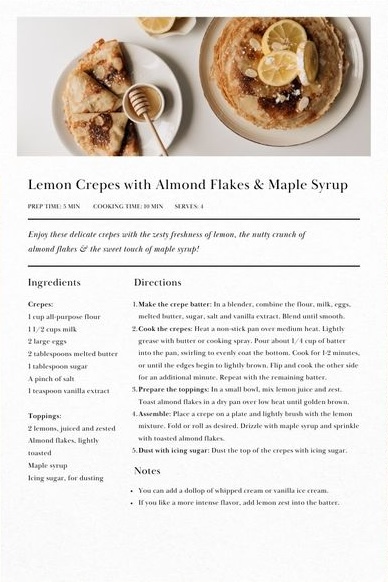 Lemon Crepes with Almond Flakes & Maple Syrup
PREP TIME: 5 MIN COOKING TIME: 10 MIN SERVES: 4
Enjoy these delicate crepes with the zesty freshness of lemon, the nutty crunch of
almond flakes & the sweet touch of maple syrup!
Ingredients
Crepes:
1 cup all-purpose flour
1 1/2 cups milk
2 large eggs
2 tablespoons melted butter
1 tablespoon sugar
A pinch of salt
1 teaspoon vanilla extract
Toppings:
2 lemons, juiced and zested
Almond flakes, lightly
toasted
Maple syrup
Icing sugar, for dusting
Directions
1. Make the crepe batter: In a blender, combine the flour, milk, eggs,
melted butter, sugar, salt and vanilla extract. Blend until smooth.
2. Cook the crepes: Heat a non-stick pan over medium heat. Lightly
grease with butter or cooking spray. Pour about 1/4 cup of batter
into the pan, swirling to evenly coat the bottom. Cook for 1-2 minutes,
or until the edges begin to lightly brown. Flip and cook the other side
for an additional minute. Repeat with the remaining batter.
3. Prepare the toppings: In a small bowl, mix lemon juice and zest.
Toast almond flakes in a dry pan over low heat until golden brown.
4. Assemble: Place a crepe on a plate and lightly brush with the lemon
mixture. Fold or roll as desired. Drizzle with maple syrup and sprinkle
with toasted almond flakes.
5. Dust with icing sugar: Dust the top of the crepes with icing sugar.
Notes
• You can add a dollop of whipped cream or vanilla ice cream.
• If you like a more intense flavor, add lemon zest into the batter.